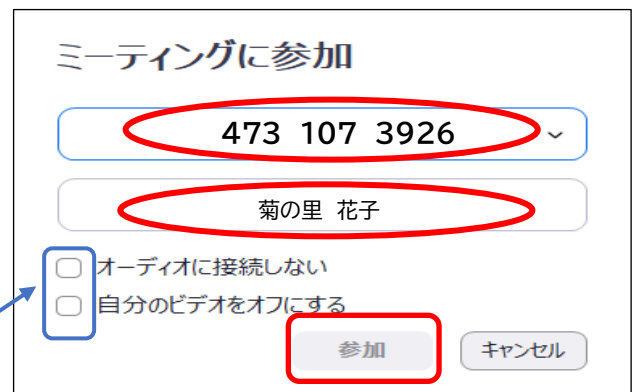 ミーティングに参加
473 107 3926
菊の里 花子
オーディオに接続しない
自分のビデオをオフにする
参加 キャンセル